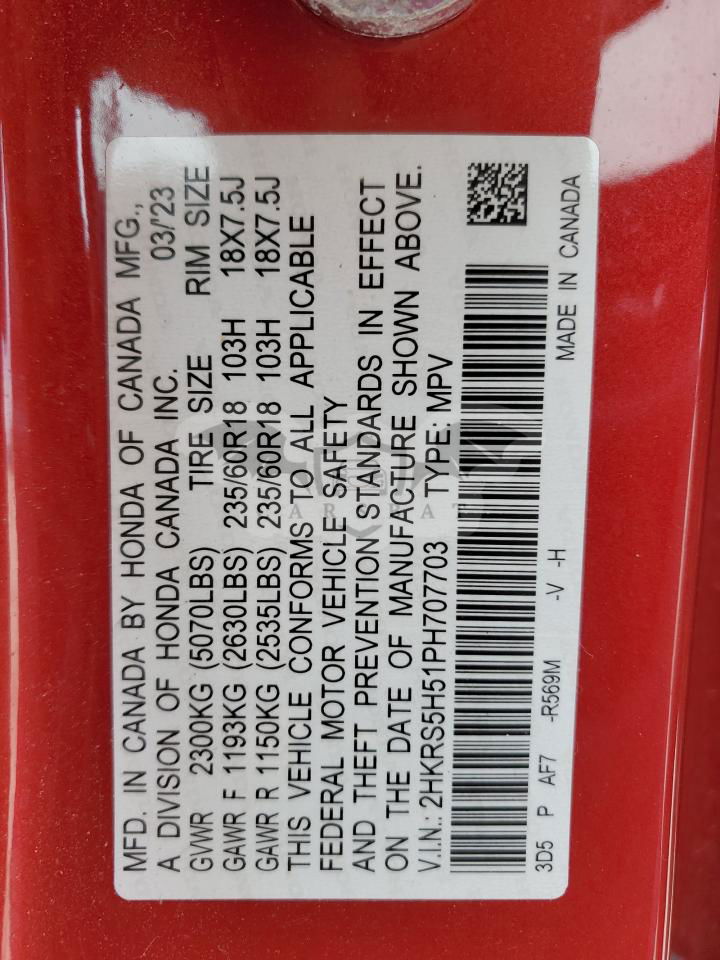 MFD. IN CANADA BY HONDA OF CANADA MFG.,
A DIVISION OF HONDA CANADA INC. 03/'23
GVWR 2300KG (5070LBS) TIRE SIZE RIM SIZE
GAWR F 1193KG (2630LBS) 235/60R18 103H 18X7.5J
GAWR R 1150KG (2535LBS) 235/60R18 103H 18X7.5J
THIS VEHICLE CONFORMS TO ALL APPLICABLE
FEDERAL MOTOR VEHICLE SAFETY
AND THEFT PREVENTION STANDARDS IN EFFECT
ON THE DATE OF MANUFACTURE SHOWN ABOVE.
V.I.N.: 2HKRS5H51PH707703 TYPE: MPV
3D5 P AF7 -R569M -V -H MADE IN CANADA